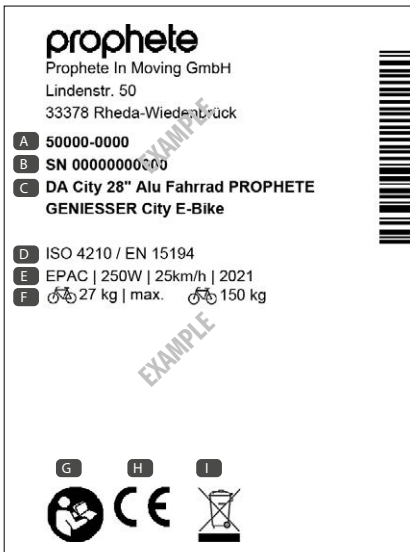 prophete
Prophete In Moving GmbH
Lindenstr. 50
33378 Rheda-Wiedenbrück
EXAMPLE
A 50000-0000
B SN 00000000000
C DA City 28" Alu Fahrrad PROPHETE
GENIESSER City E-Bike
D ISO 4210 / EN 15194
E EPAC | 250W | 25km/h | 2021
F 27 kg | max. 150 kg
EXAMPLE
G H I
CE